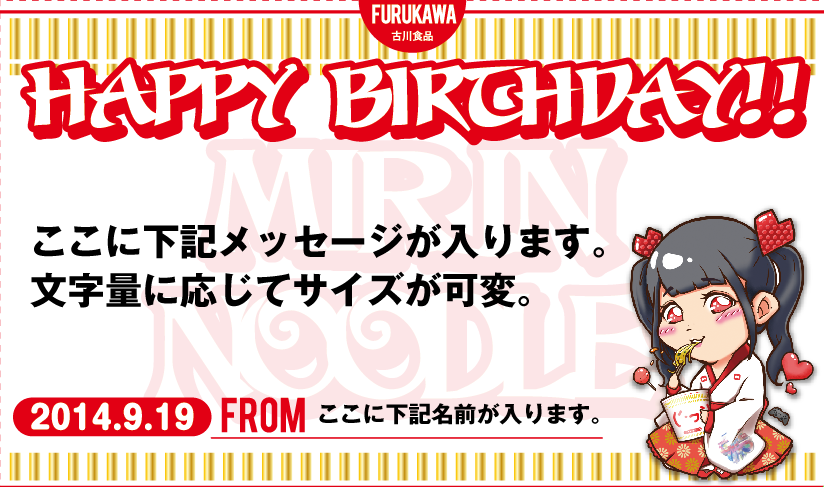 FURUKAWA
古川食品
HAPPY BIRTHDAY!!
MIRIN
ここに下記メッセージが入ります。
文字量に応じてサイズが可変。
NOODLE
2014.9.19 FROM ここに下記名前が入ります。